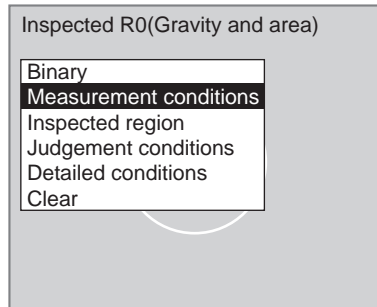 Inspected R0(Gravity and area)
Binary
Measurement conditions
Inspected region
Judgement conditions
Detailed conditions
Clear